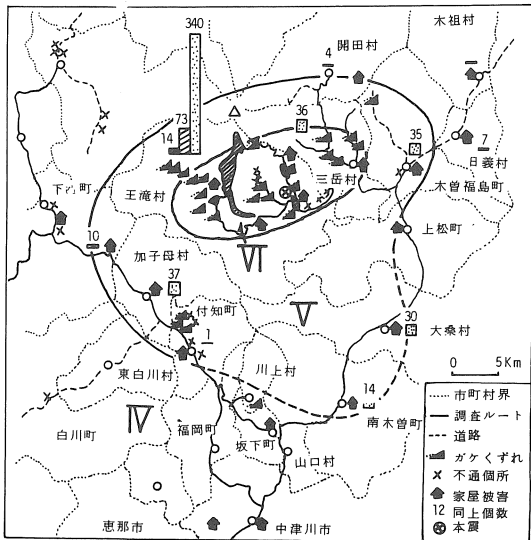 340
木祖村
開田村
4
73
36
14
35
7
日義村
三岳村
王滝村
木曽福島町
上松町
10
加子母村
VI
37
V
付知町
30
大桑村
1
0 5Km
川上村
東白川村
14
IV
南木曽町
白川町
福岡町
坂下町
山口村
恵那市
中津川市
市町村界
調査ルート
道路
ガケくずれ
不通個所
家屋被害
12 同上個数
本震